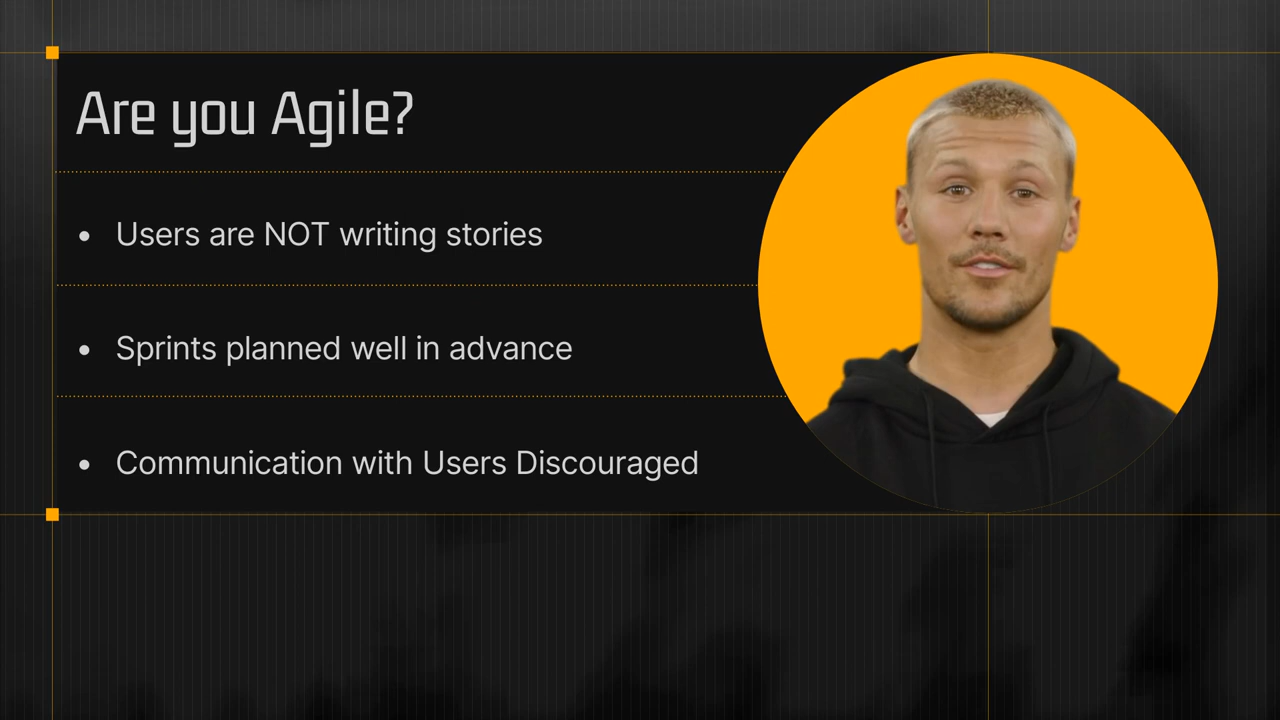 Are you Agile?
• Users are NOT writing stories
• Sprints planned well in advance
• Communication with Users Discouraged